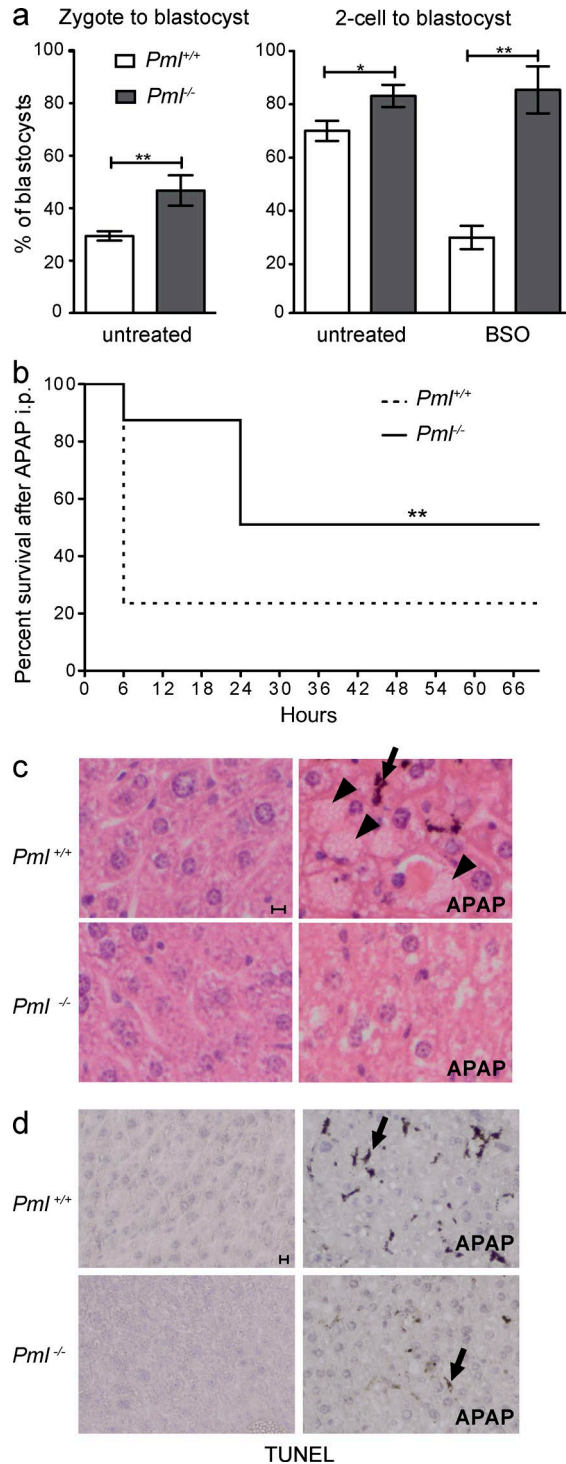 a
Zygote to blastocyst
2-cell to blastocyst
Pml+/+
Pml-/-
% of blastocysts
100
80
60
40
20
0
**
untreated
100
80
60
40
20
0
*
**
untreated
BSO
b
Percent survival after APAP i.p.
100
80
60
40
20
0
Pml+/+
Pml-/-
**
0 6 12 18 24 30 36 42 48 54 60 66
Hours
c
Pml +/+
APAP
Pml -/-
APAP
d
Pml +/+
APAP
Pml -/-
APAP
TUNEL